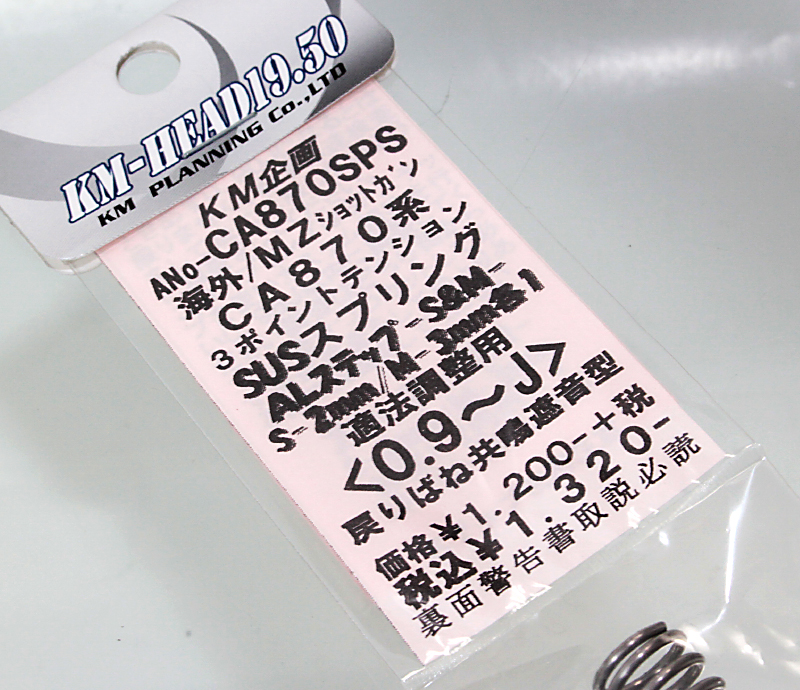 KM-HEAD19.50
KM PLANNING Co.,LTD
KM企画
ANo-CA870SPS
海外/MZショットガン
CA870系
3ポイントテンション
SUSスプリング
ALステップ-S&M-
S-2mm/M-3mm各1
適法調整用
<0.9～J>
戻りばね共鳴遮音型
価格¥1.200-+税
税込¥1.320-
裏面警告書取説必読